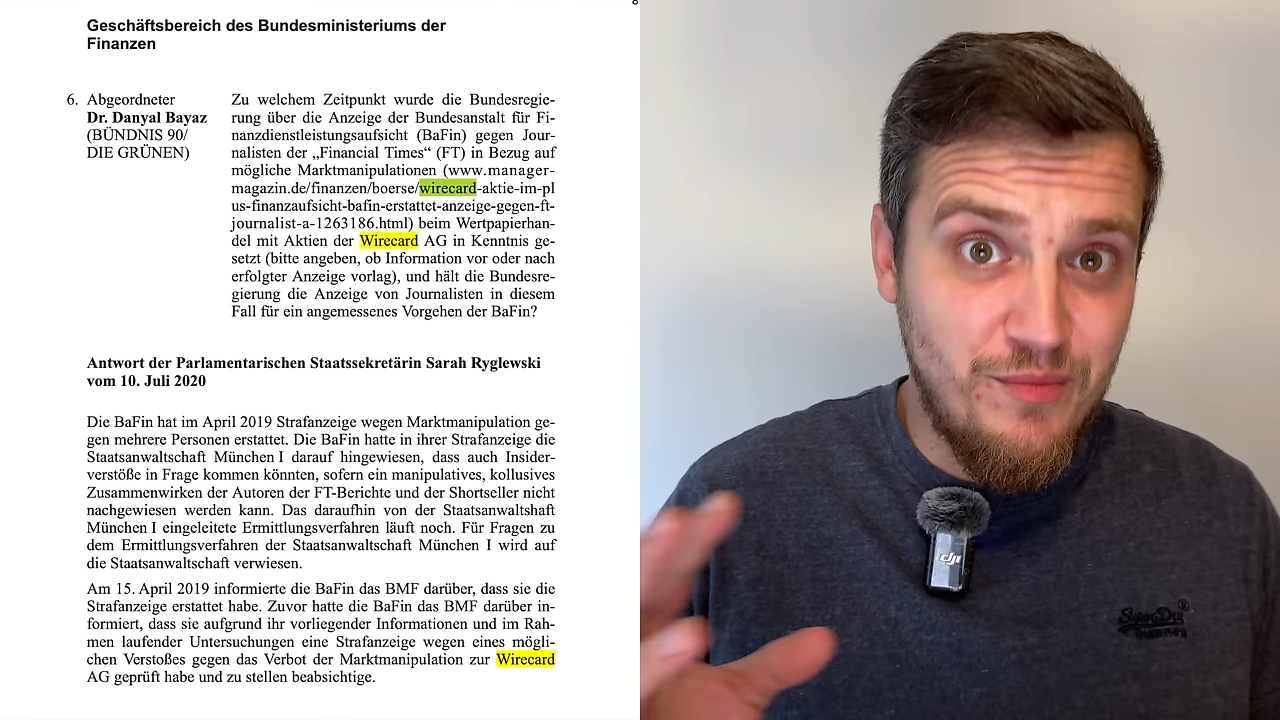 Geschäftsbereich des Bundesministeriums der
Finanzen
6. Abgeordneter
Dr. Danyal Bayaz
(BÜNDNIS 90/
DIE GRÜNEN)
Zu welchem Zeitpunkt wurde die Bundesregie-
rung über die Anzeige der Bundesanstalt für Fi-
nanzdienstleistungsaufsicht (BaFin) gegen Jour-
nalisten der „Financial Times“ (FT) in Bezug auf
mögliche Marktmanipulationen (www.manager-
magazin.de/finanzen/boerse/wirecard-aktie-im-pl
us-finanzaufsicht-bafin-erstattet-anzeige-gegen-ft-
journalist-a-1263186.html) beim Wertpapierhan-
del mit Aktien der Wirecard AG in Kenntnis ge-
setzt (bitte angeben, ob Information vor oder nach
erfolgter Anzeige vorlag), und hält die Bundesre-
gierung die Anzeige von Journalisten in diesem
Fall für ein angemessenes Vorgehen der BaFin?
Antwort der Parlamentarischen Staatssekretärin Sarah Ryglewski
vom 10. Juli 2020
Die BaFin hat im April 2019 Strafanzeige wegen Marktmanipulation ge-
gen mehrere Personen erstattet. Die BaFin hatte in ihrer Strafanzeige die
Staatsanwaltschaft München I darauf hingewiesen, dass auch Insider-
verstöße in Frage kommen könnten, sofern ein manipulatives, kollusives
Zusammenwirken der Autoren der FT-Berichte und der Shortseller nicht
nachgewiesen werden kann. Das daraufhin von der Staatsanwaltshaft
München I eingeleitete Ermittlungsverfahren läuft noch. Für Fragen zu
dem Ermittlungsverfahren der Staatsanwaltschaft München I wird auf
die Staatsanwaltschaft verwiesen.
Am 15. April 2019 informierte die BaFin das BMF darüber, dass sie die
Strafanzeige erstattet habe. Zuvor hatte die BaFin das BMF darüber in-
formiert, dass sie aufgrund ihr vorliegender Informationen und im Rah-
men laufender Untersuchungen eine Strafanzeige wegen eines mögli-
chen Verstoßes gegen das Verbot der Marktmanipulation zur Wirecard
AG geprüft habe und zu stellen beabsichtige.
dji